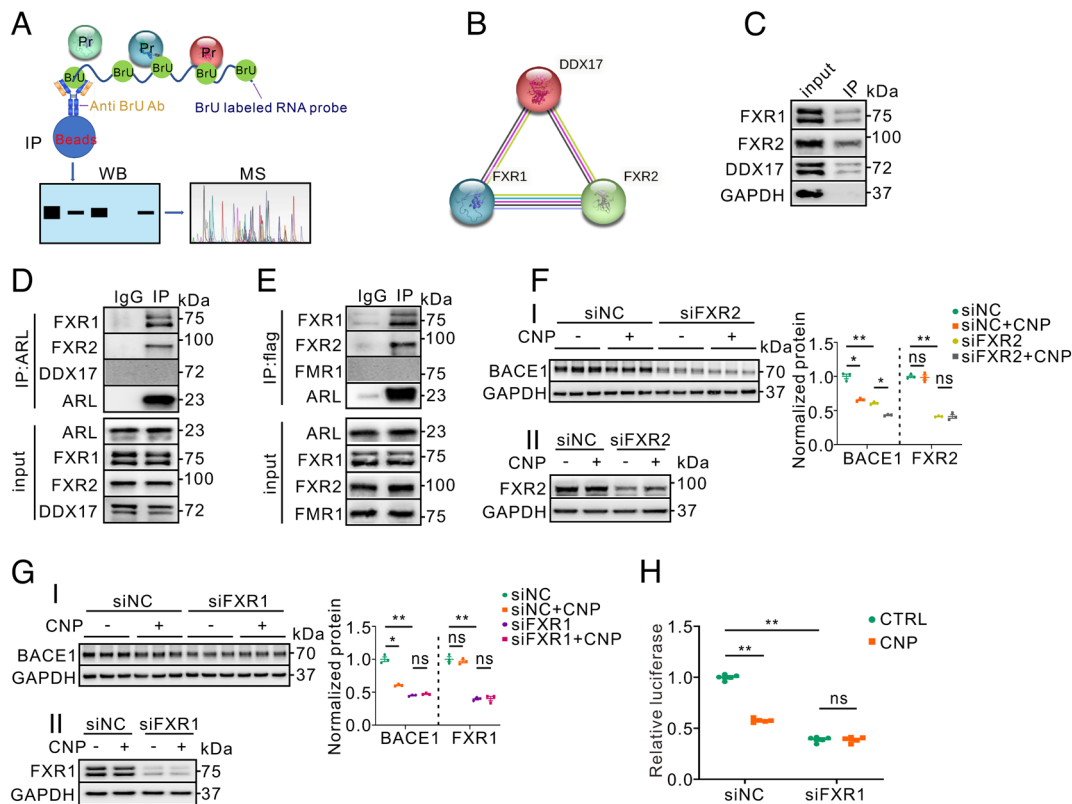 A
Pr
Pr
Pr
BrU
BrU
BrU
BrU
BrU
Anti BrU Ab
BrU labeled RNA probe
IP
Beads
WB
MS
B
DDX17
FXR1
FXR2
C
input
IP
kDa
FXR1
75
FXR2
100
DDX17
72
GAPDH
37
D
IgG IP kDa
IP:ARL
FXR1
75
FXR2
100
DDX17
ARL
23
input
ARL
23
FXR1
75
FXR2
100
DDX17
72
E
IgG IP kDa
IP:flag
FXR1
75
FXR2
100
FMR1
ARL
23
input
ARL
23
FXR1
75
FXR2
100
FMR1
75
F
I
siNC siFXR2
CNP - + - + kDa
BACE1
70
GAPDH
37
II
siNC siFXR2
CNP - + - + kDa
FXR2
100
GAPDH
37
siNC
siNC+CNP
siFXR2
siFXR2+CNP
Normalized protein
1.5
1.0
0.5
0.0
**
*
*
**
ns
ns
BACE1 FXR2
G
I
siNC siFXR1
CNP - + - + kDa
BACE1
70
GAPDH
37
II
siNC siFXR1
CNP - + - + kDa
FXR1
75
GAPDH
37
siNC
siNC+CNP
siFXR1
siFXR1+CNP
Normalized protein
1.5
1.0
0.5
0.0
**
*
ns
**
ns
ns
BACE1 FXR1
H
CTRL
CNP
Relative luciferase
1.5
1.0
0.5
0.0
**
**
ns
siNC siFXR1